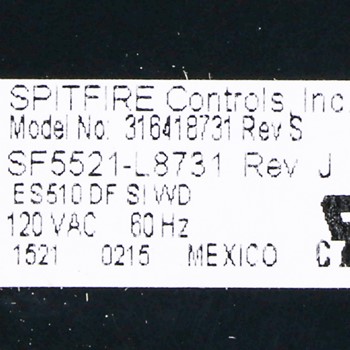 SPITFIRE Controls, Inc
Model No: 316418731 Rev S
SF5521-L8731 Rev J
ES510 DF SI WD
120 VAC 60 Hz
1521 0215 MEXICO